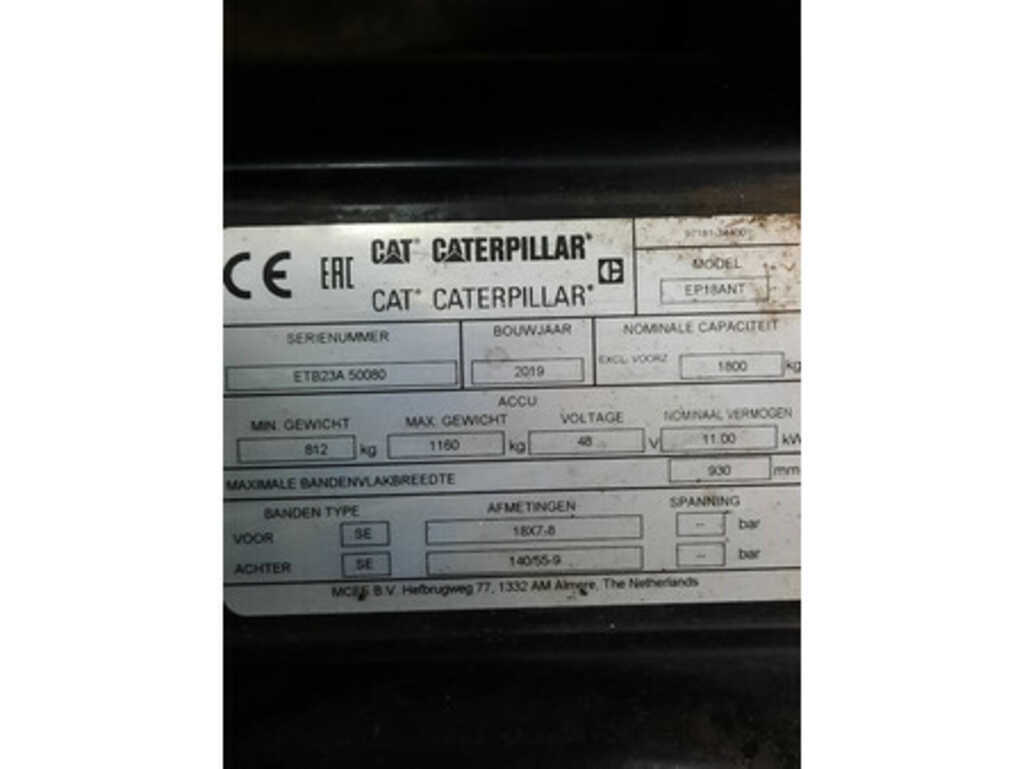 CE EAC CAT® CATERPILLAR®
CAT® CATERPILLAR®
MODEL
EP18ANT
SERIENUMMER
ETB23A 50080
BOUWJAAR
2019
NOMINALE CAPACITEIT
EXCL. VOORZ. 1800 kg
ACCU
MIN. GEWICHT
812 kg
MAX. GEWICHT
1160 kg
VOLTAGE
48 V
NOMINAAL VERMOGEN
11.00 kW
MAXIMALE BANDENVLAKBREEDTE 930 mm
BANDEN TYPE AFMETINGEN SPANNING
VOOR SE 18X7-8 -- bar
ACHTER SE 140/55-9 -- bar
MCFE B.V. Hefbrugweg 77, 1332 AM Almere, The Netherlands